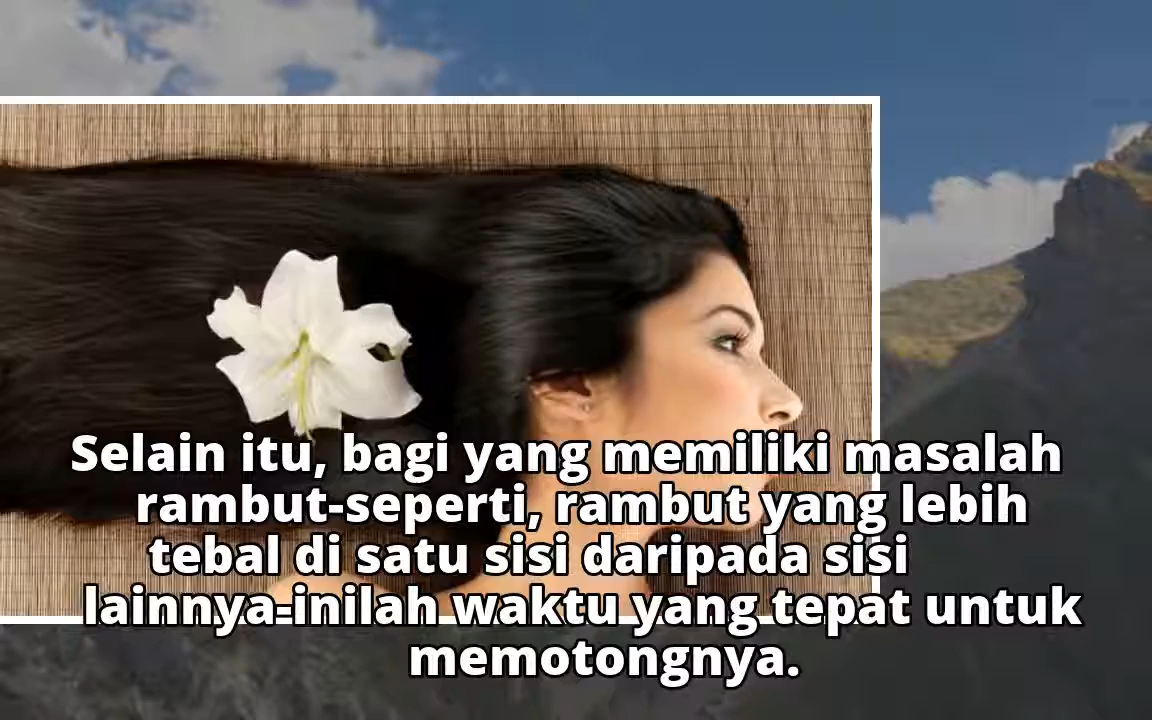 Selain itu, bagi yang memiliki masalah
rambut-seperti, rambut yang lebih
tebal di satu sisi daripada sisi
lainnya-inilah waktu yang tepat untuk
memotongnya.